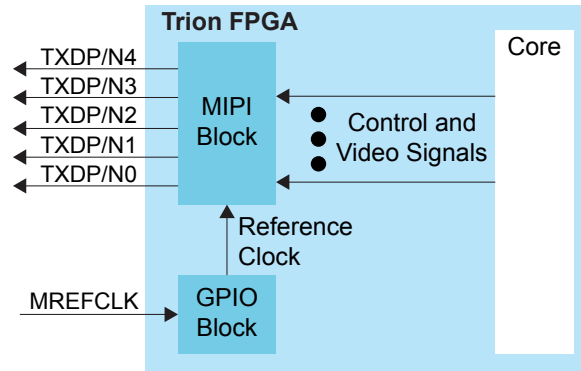 Trion FPGA
Core
TXDP/N4
TXDP/N3
TXDP/N2
TXDP/N1
TXDP/N0
MIPI
Block
Control and
Video Signals
Reference
Clock
MREFCLK
GPIO
Block